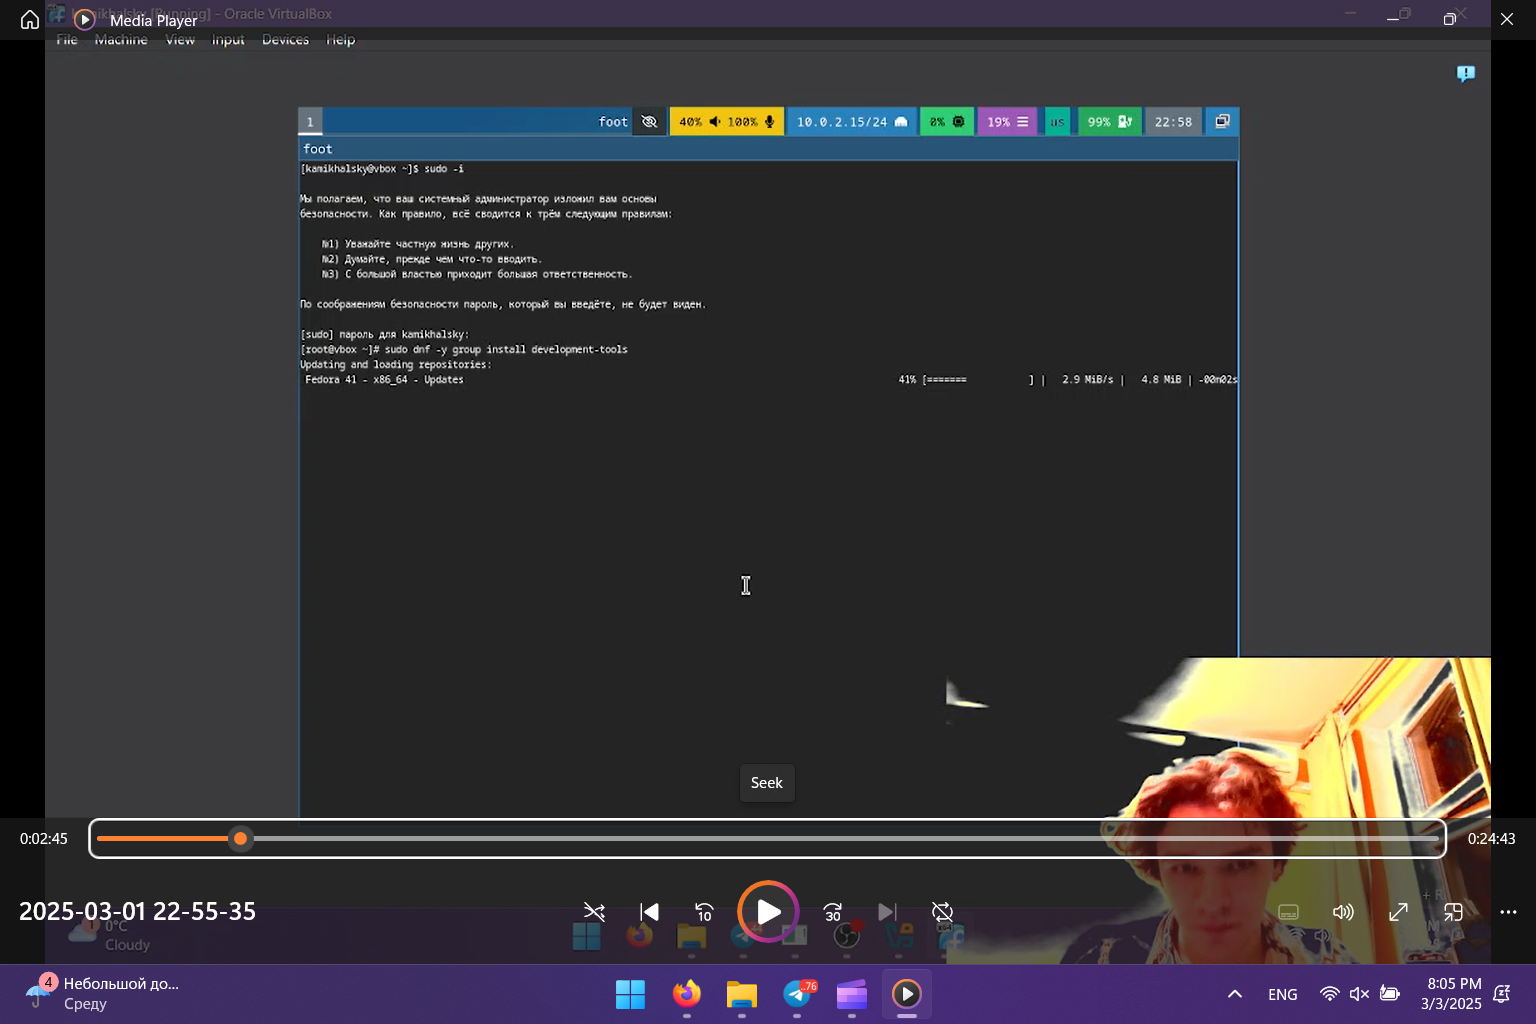 Media Player
[Running] - Oracle VirtualBox
File Machine View Input Devices Help
1 foot 40% 100% 10.0.2.15/24 0% 19% us 99% 22:58
foot
[kamikhalsky@vbox ~]$ sudo -i
Мы полагаем, что ваш системный администратор изложил вам основы
безопасности. Как правило, всё сводится к трём следующим правилам:
№1) Уважайте частную жизнь других.
№2) Думайте, прежде чем что-то вводить.
№3) С большой властью приходит большая ответственность.
По соображениям безопасности пароль, который вы введёте, не будет виден.
[sudo] пароль для kamikhalsky:
[root@vbox ~]# sudo dnf -y group install development-tools
Updating and loading repositories:
Fedora 41 - x86_64 - Updates 41% [======= ] | 2.9 MiB/s | 4.8 MiB | -00m02s
Seek
0:02:45
0:24:43
2025-03-01 22-55-35
10
30
0°C
Cloudy
4
Небольшой до...
Среду
..76
ENG
8:05 PM
3/3/2025